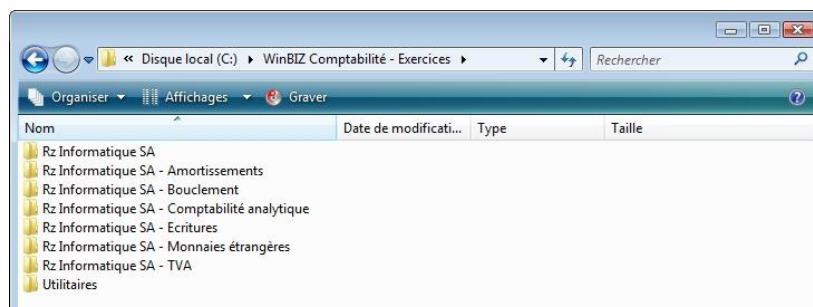 « Disque local (C:) ▸ WinBIZ Comptabilité - Exercices ▸ Rechercher
Organiser Affichages Graver
Nom Date de modificati... Type Taille
Rz Informatique SA
Rz Informatique SA - Amortissements
Rz Informatique SA - Bouclement
Rz Informatique SA - Comptabilité analytique
Rz Informatique SA - Ecritures
Rz Informatique SA - Monnaies étrangères
Rz Informatique SA - TVA
Utilitaires